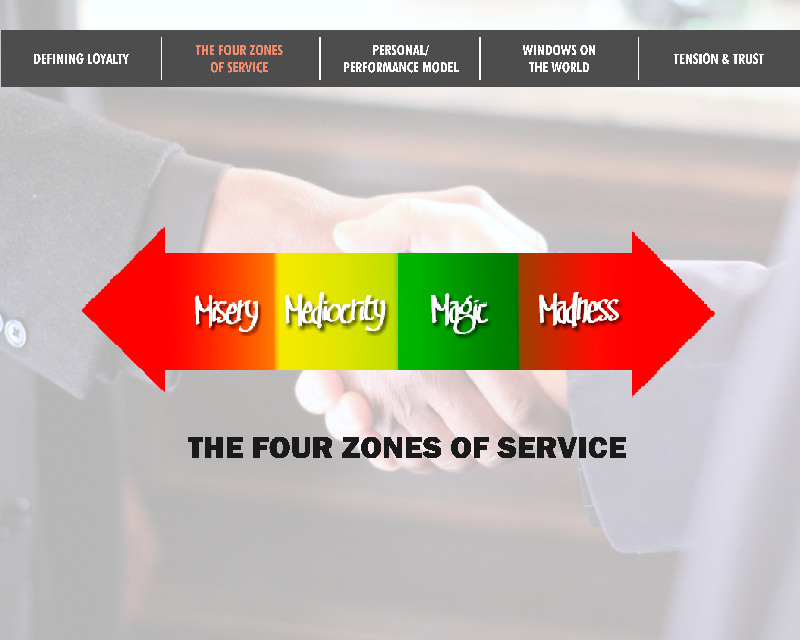 DEFINING LOYALTY
THE FOUR ZONES
OF SERVICE
PERSONAL/
PERFORMANCE MODEL
WINDOWS ON
THE WORLD
TENSION & TRUST
Misery Mediocrity Magic Madness
THE FOUR ZONES OF SERVICE